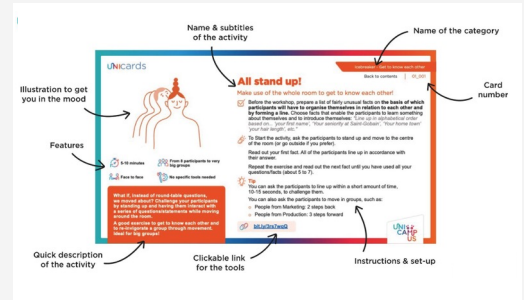 Name & subtitles
of the activity
Name of the category
UNIcards
Icebreaker: Get to know each other
Back to contents | 01_001
Card
number
Illustration to get
you in the mood
All stand up!
Make use of the whole room to get to know each other!
Before the workshop, prepare a list of fairly unusual facts on the basis of which
participants will have to organise themselves in relation to each other and
by forming a line. Choose facts that enable the participants to learn something
about themselves and to introduce themselves: "Line up in alphabetical order
based on... 'your first name', 'Your seniority at Saint-Gobain', 'Your home town'
'your hair length', etc."
To Start the activity, ask the participants to stand up and move to the centre
of the room (or go outside if you prefer).
Read out your first fact. All of the participants line up in accordance with
their answer.
Repeat the exercise and read out the next fact until you have used all your
questions/facts (about 5 to 7).
Features
5-10 minutes
From 8 participants to very
big groups
Face to face
No specific tools needed
Tip
You can ask the participants to line up within a short amount of time,
10-15 seconds, to challenge them.
You can also ask the participants to move in groups, such as:
People from Marketing: 2 steps back
People from Production: 3 steps forward
What if, instead of round-table questions,
we moved about? Challenge your participants
by standing up and having them interact with
a series of questions/statements while moving
around the room.
A good exercise to get to know each other and
to re-invigorate a group through movement.
Ideal for big groups!
UNI
CAMP
US
Quick description
of the activity
Clickable link
for the tools
Instructions & set-up